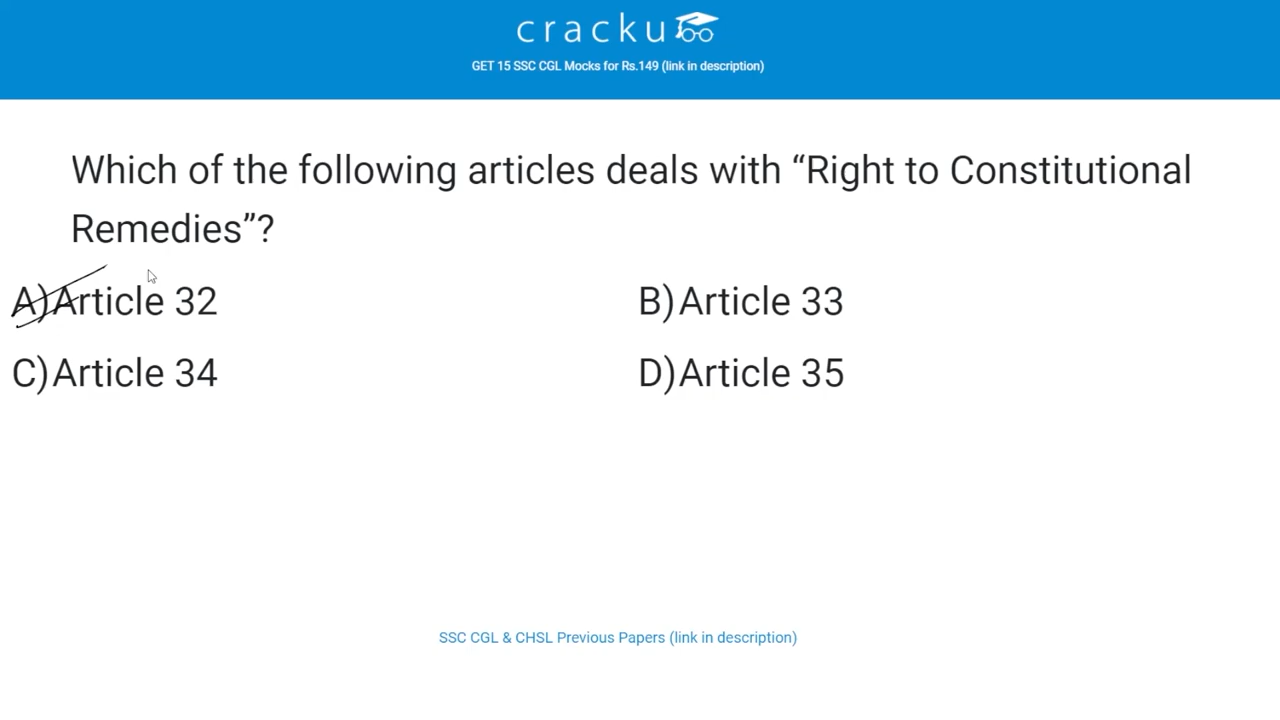 cracku
GET 15 SSC CGL Mocks for Rs.149 (link in description)
Which of the following articles deals with “Right to Constitutional
Remedies”?
A)Article 32
B)Article 33
C)Article 34
D)Article 35
SSC CGL & CHSL Previous Papers (link in description)